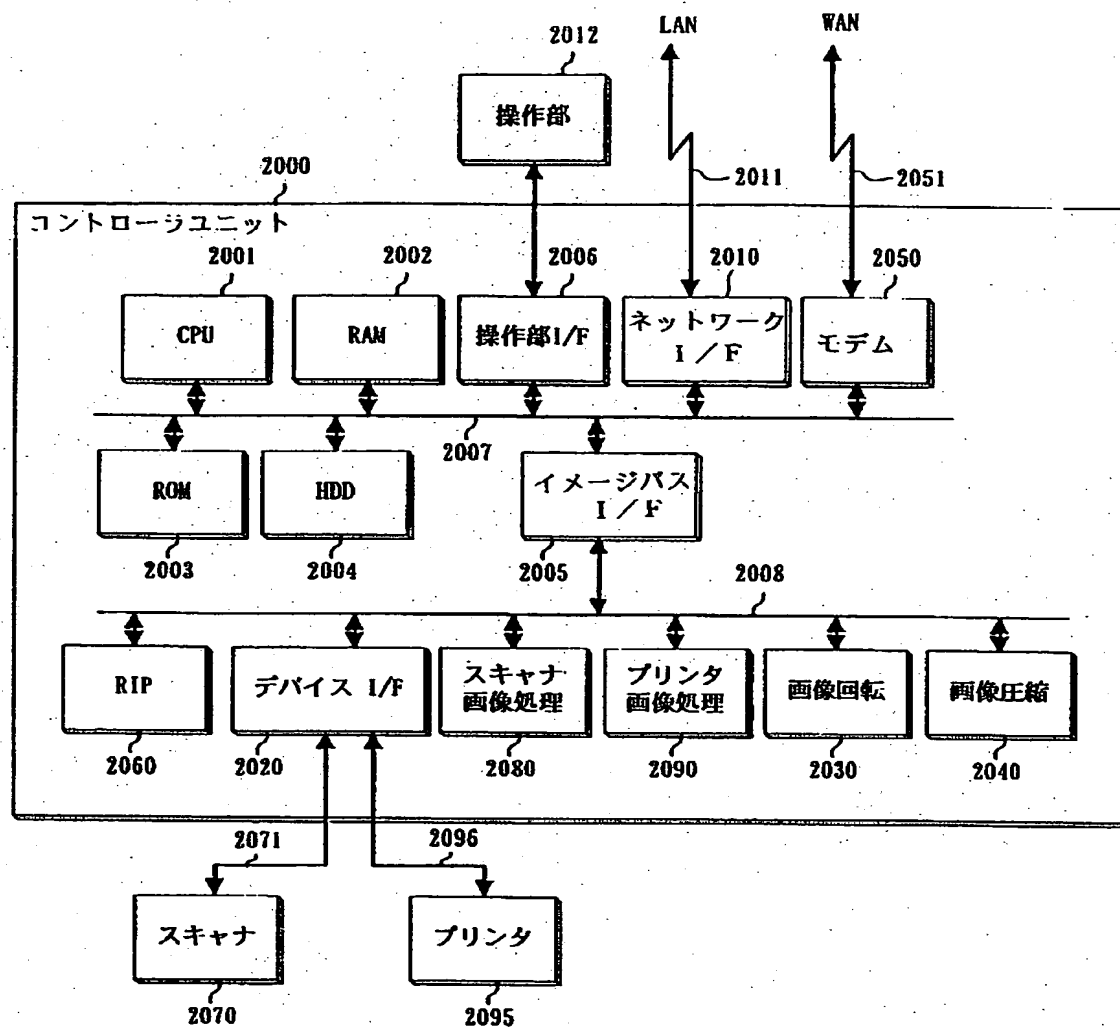 LAN
WAN
2012
操作部
2000
2011
2051
コントロージユニット
2001
2002
2006
2010
2050
CPU
RAM
操作部I/F
ネットワーク
I/F
モデム
2007
ROM
HDD
イメージバス
I/F
2003
2004
2005
2008
RIP
デバイス I/F
スキャナ
画像処理
プリンタ
画像処理
画像回転
画像圧縮
2060
2020
2080
2090
2030
2040
2071
2096
スキャナ
プリンタ
2070
2095